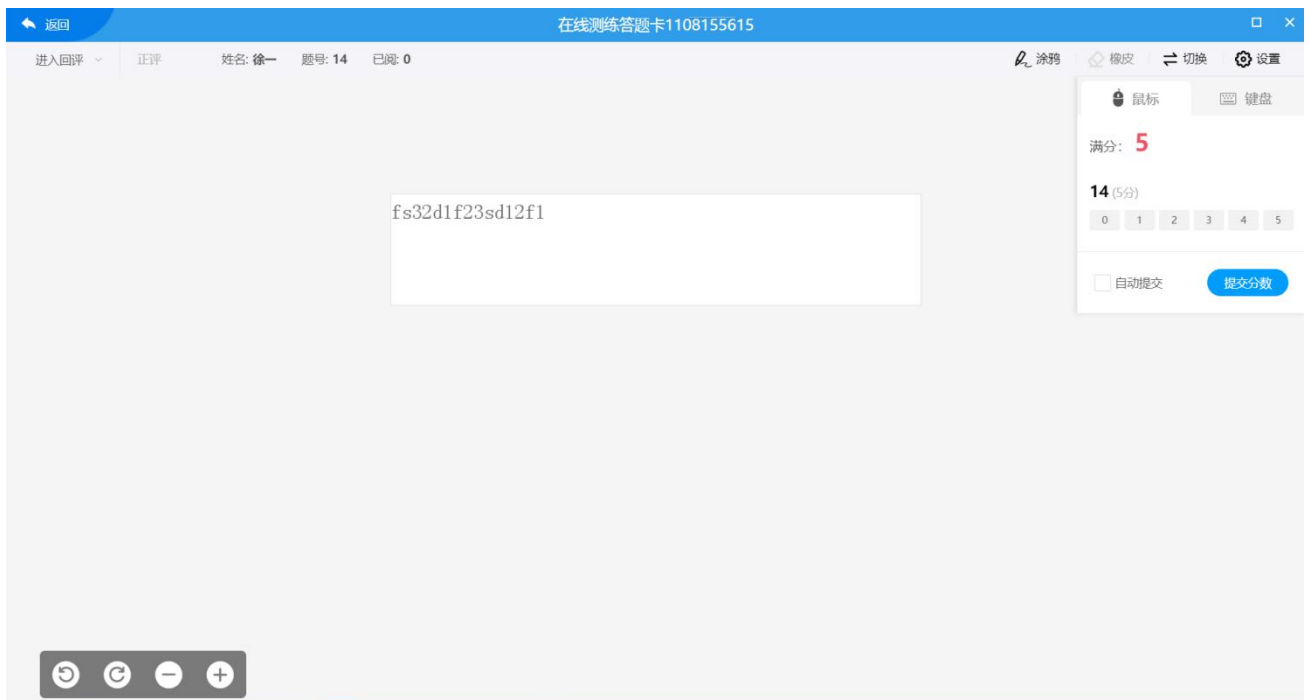 返回
在线测练答题卡1108155615
进入回评 正评 姓名: 徐一 题号: 14 已阅: 0 涂鸦 橡皮 切换 设置
鼠标 键盘
满分: 5
fs32d1f23sd12f1
14 (5分)
0 1 2 3 4 5
自动提交 提交分数